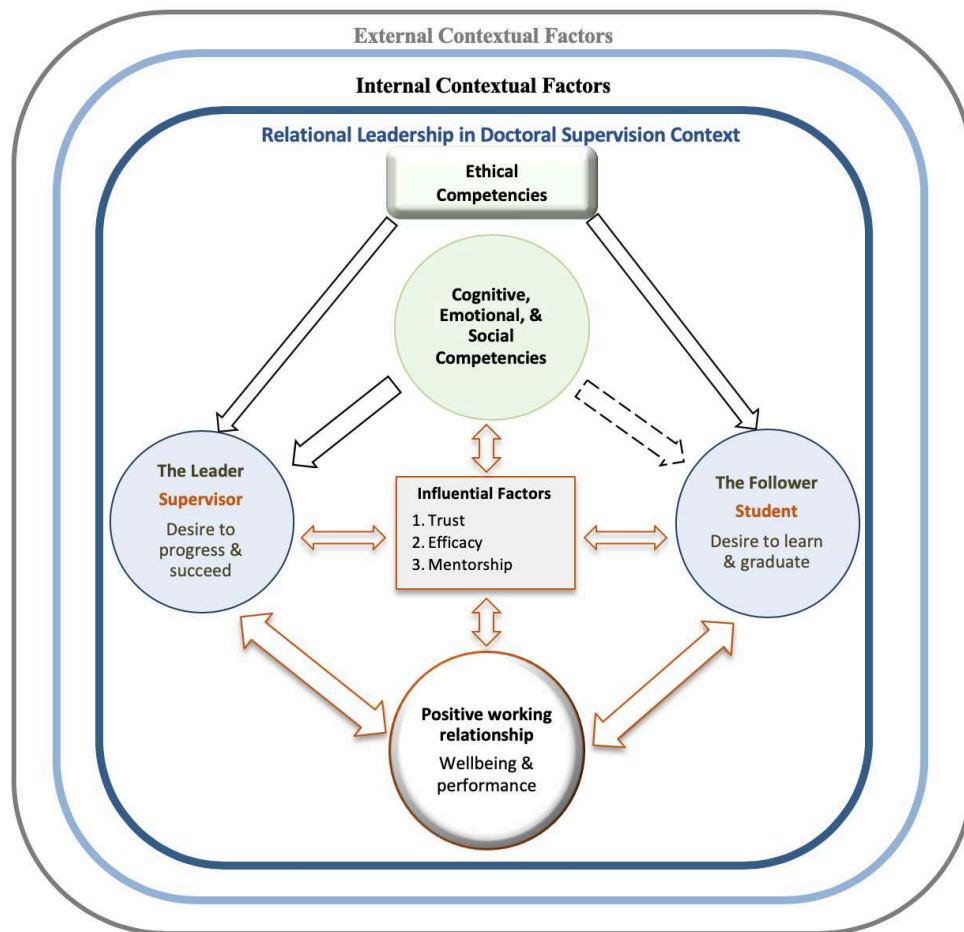 External Contextual Factors
Internal Contextual Factors
Relational Leadership in Doctoral Supervision Context
Ethical
Competencies
Cognitive,
Emotional, &
Social
Competencies
The Leader
Supervisor
Desire to
progress &
succeed
Influential Factors
1. Trust
2. Efficacy
3. Mentorship
The Follower
Student
Desire to learn
& graduate
Positive working
relationship
Wellbeing &
performance